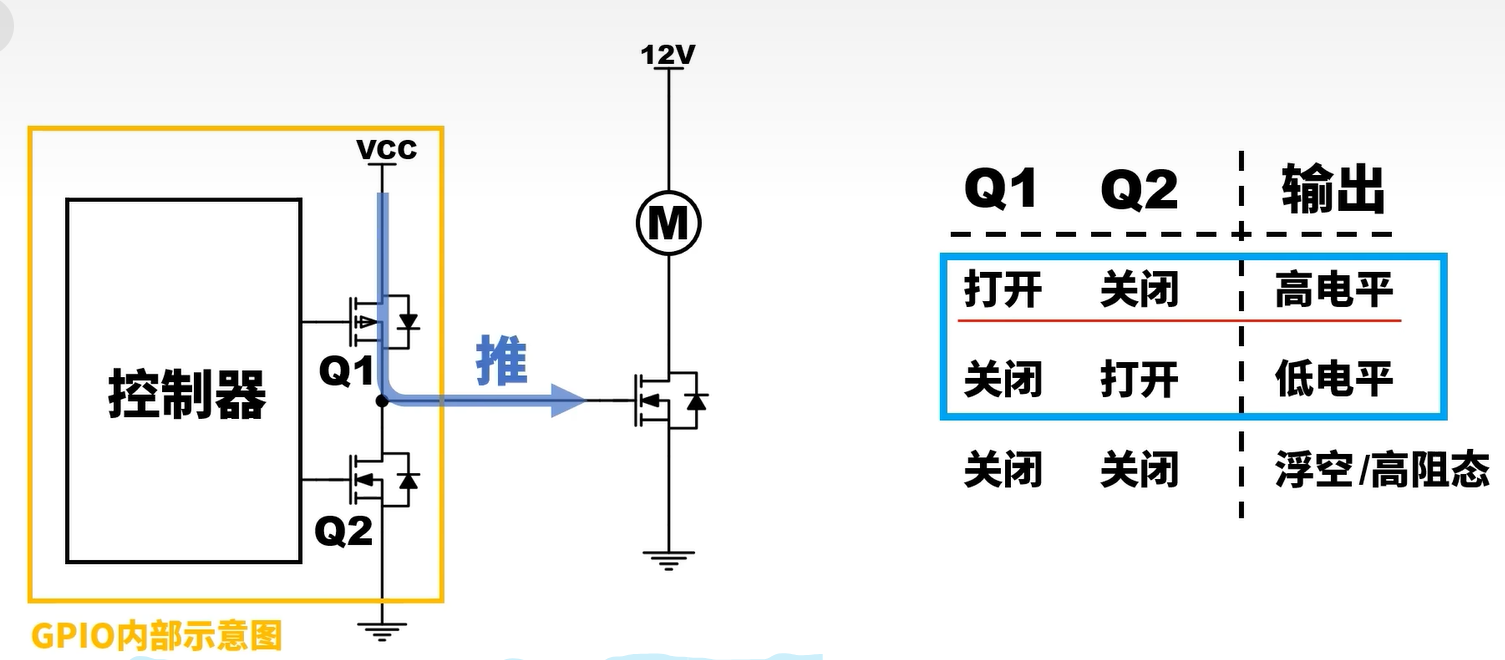 12V
VCC
M
Q1
推
控制器
Q2
GPIO内部示意图
Q1 Q2 输出
打开 关闭 高电平
关闭 打开 低电平
关闭 关闭 浮空/高阻态